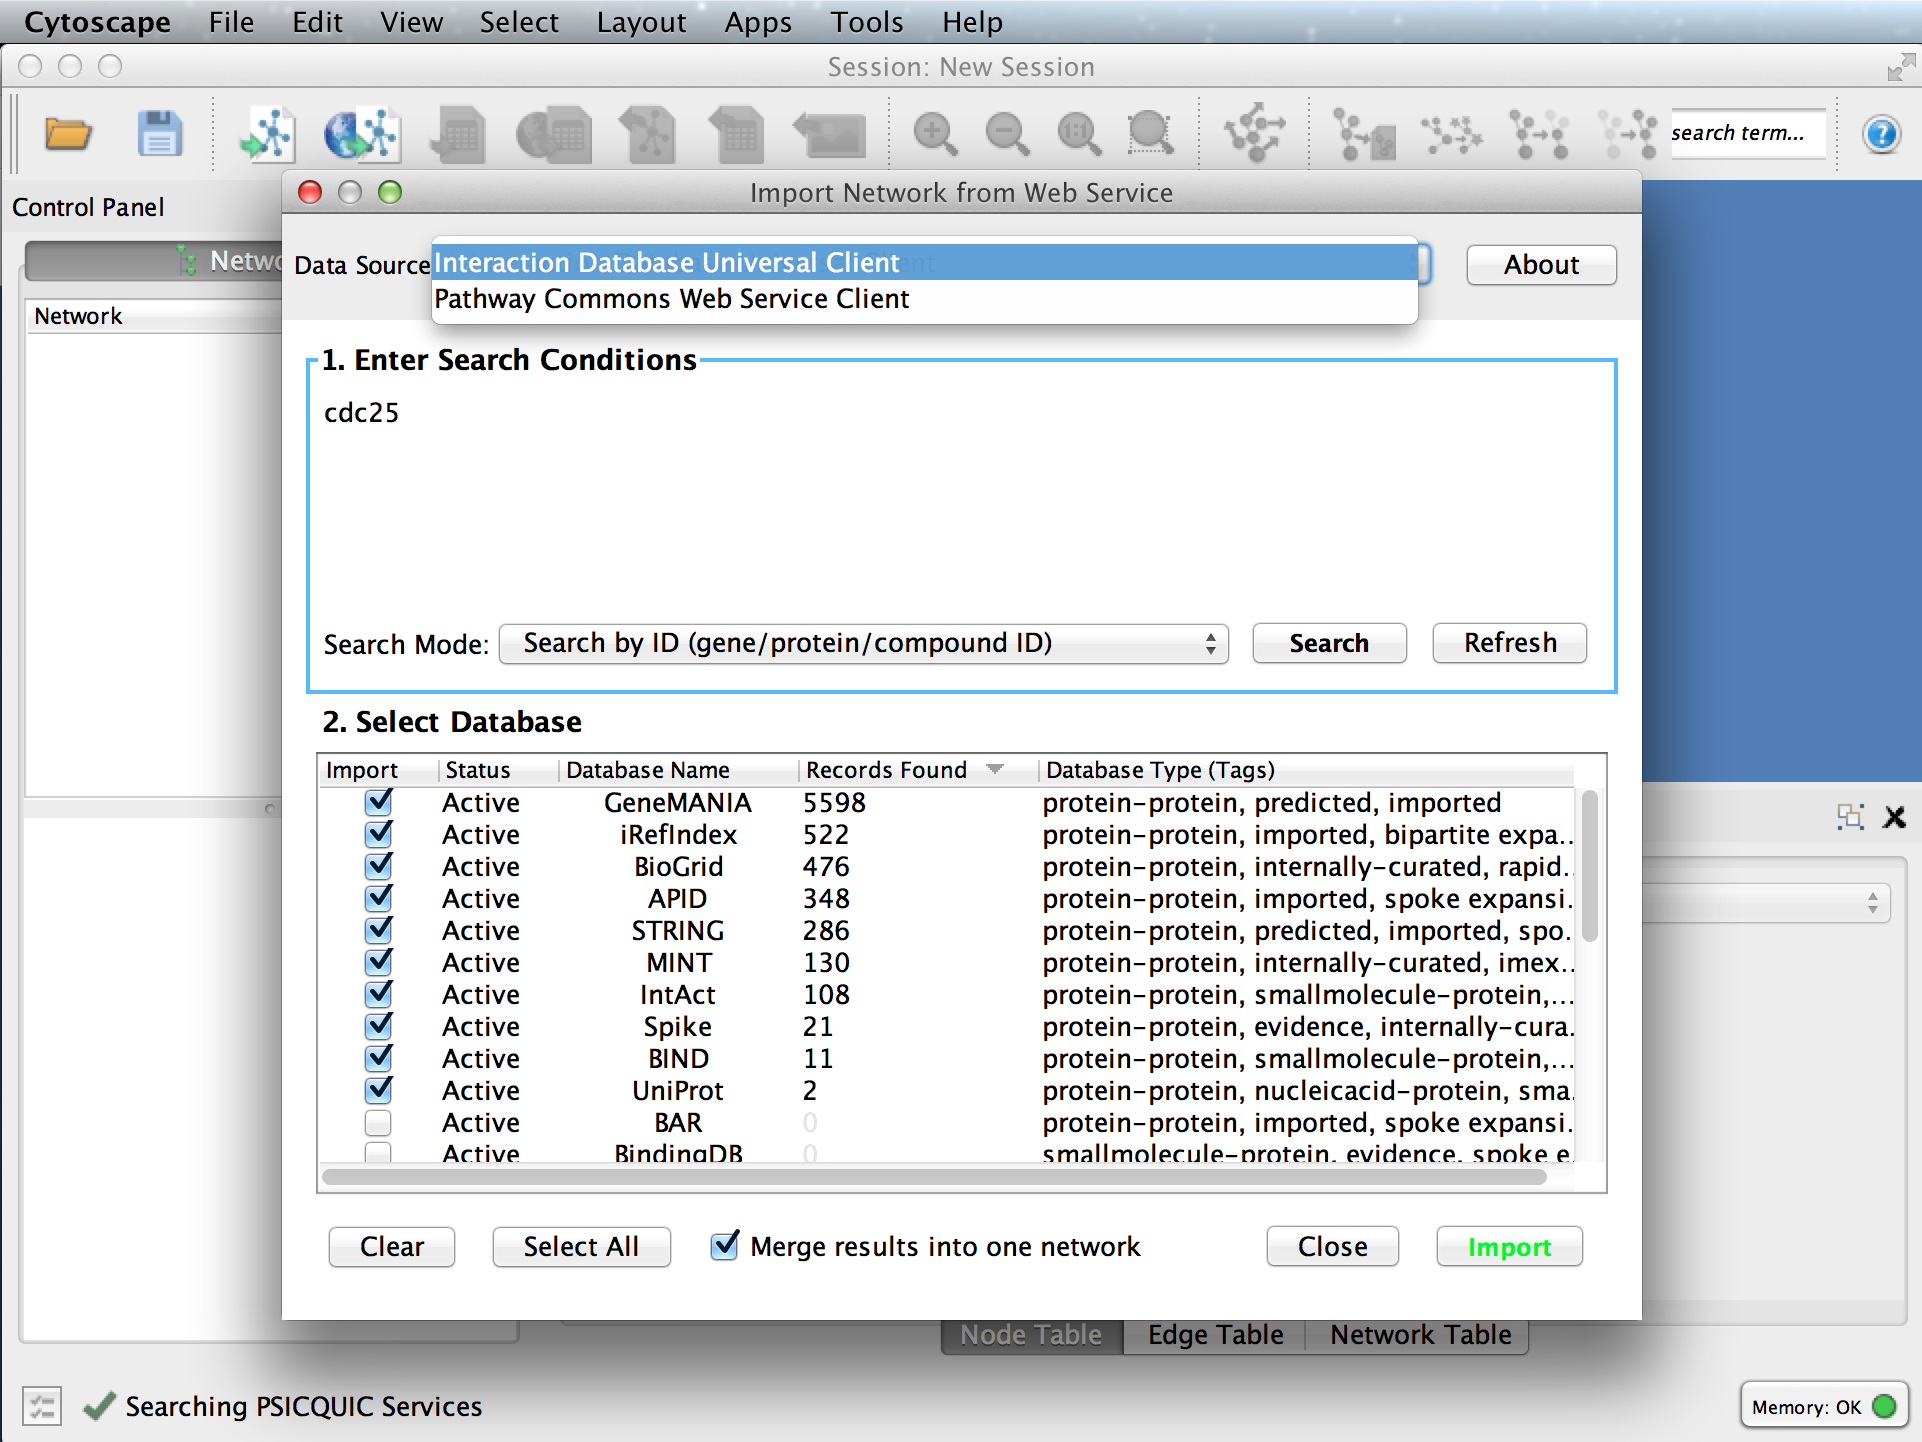 Cytoscape File Edit View Select Layout Apps Tools Help
Session: New Session
1:1
search term...
?
Control Panel
Import Network from Web Service
Netwo
Data Source
Interaction Database Universal Client
Pathway Commons Web Service Client
About
Network
1. Enter Search Conditions
cdc25
Search Mode: Search by ID (gene/protein/compound ID) Search Refresh
2. Select Database
Import Status Database Name Records Found Database Type (Tags)
Active GeneMANIA 5598 protein-protein, predicted, imported
Active iRefIndex 522 protein-protein, imported, bipartite expa...
Active BioGrid 476 protein-protein, internally-curated, rapid...
Active APID 348 protein-protein, imported, spoke expansi...
Active STRING 286 protein-protein, predicted, imported, spo...
Active MINT 130 protein-protein, internally-curated, imex...
Active IntAct 108 protein-protein, smallmolecule-protein,...
Active Spike 21 protein-protein, evidence, internally-cura...
Active BIND 11 protein-protein, smallmolecule-protein,...
Active UniProt 2 protein-protein, nucleicacid-protein, sma...
Active BAR 0 protein-protein, imported, spoke expansi...
Active BindingDB 0 smallmolecule-protein, evidence, spoke e...
Clear Select All Merge results into one network Close Import
Node Table Edge Table Network Table
Searching PSICQUIC Services
Memory: OK